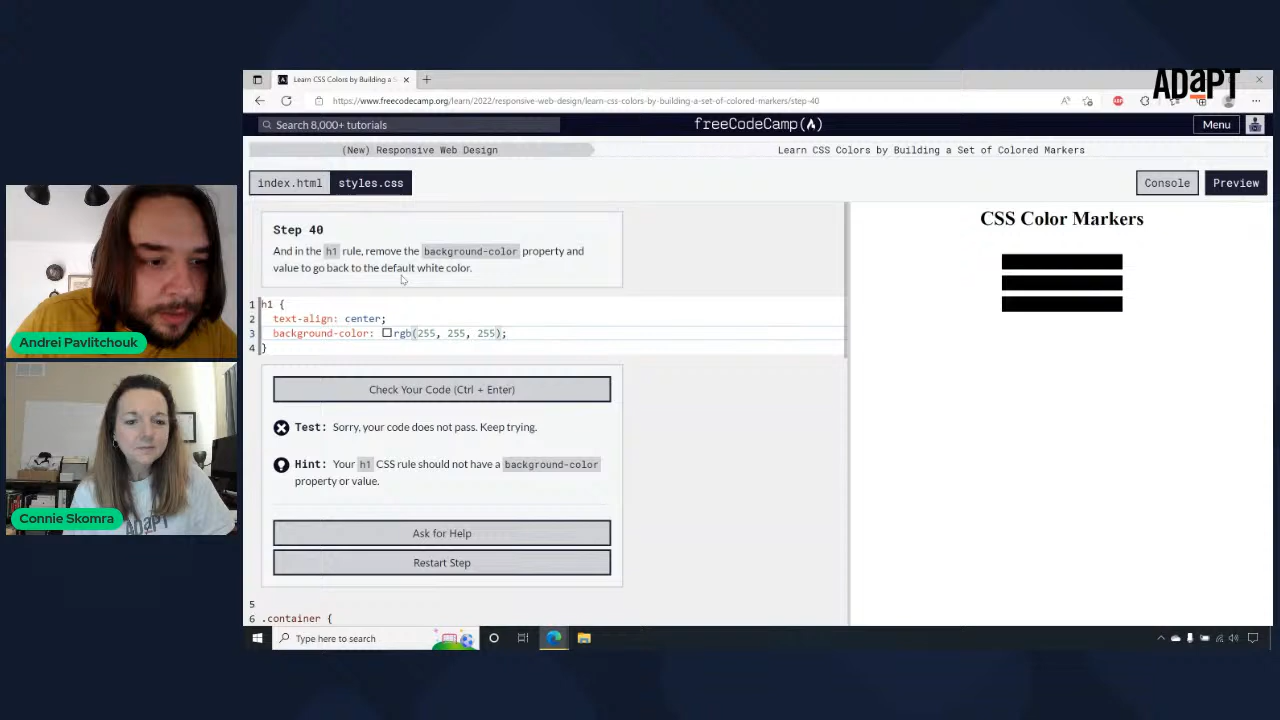 ADaPT
Learn CSS Colors by Building a S
https://www.freecodecamp.org/learn/2022/responsive-web-design/learn-css-colors-by-building-a-set-of-colored-markers/step-40
Search 8,000+ tutorials
freeCodeCamp
Menu
(New) Responsive Web Design
Learn CSS Colors by Building a Set of Colored Markers
index.html
styles.css
Console
Preview
Step 40
And in the h1 rule, remove the background-color property and
value to go back to the default white color.
1 h1 {
2 text-align: center;
3 background-color: rgb(255, 255, 255);
4 }
Check Your Code (Ctrl + Enter)
Test: Sorry, your code does not pass. Keep trying.
Hint: Your h1 CSS rule should not have a background-color
property or value.
Ask for Help
Restart Step
5
6 .container {
CSS Color Markers
Andrei Pavlitchouk
ADaPT
Connie Skomra
Type here to search